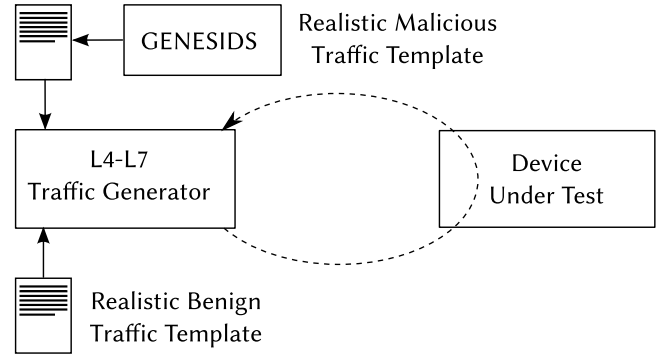 GENESIDS
Realistic Malicious
Traffic Template
L4-L7
Traffic Generator
Device
Under Test
Realistic Benign
Traffic Template